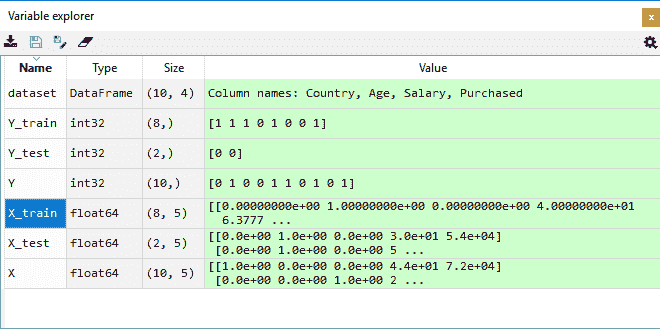 Variable explorer
x
Name Type Size Value
dataset DataFrame (10, 4) Column names: Country, Age, Salary, Purchased
Y_train int32 (8,) [1 1 1 0 1 0 0 1]
Y_test int32 (2,) [0 0]
Y int32 (10,) [0 1 0 0 1 1 0 1 0 1]
X_train float64 (8, 5) [[0.00000000e+00 1.00000000e+00 0.00000000e+00 4.00000000e+01
6.3777 ...
X_test float64 (2, 5) [[0.0e+00 1.0e+00 0.0e+00 3.0e+01 5.4e+04]
[0.0e+00 1.0e+00 0.0e+00 5 ...
X float64 (10, 5) [[1.0e+00 0.0e+00 0.0e+00 4.4e+01 7.2e+04]
[0.0e+00 0.0e+00 1.0e+00 2 ...